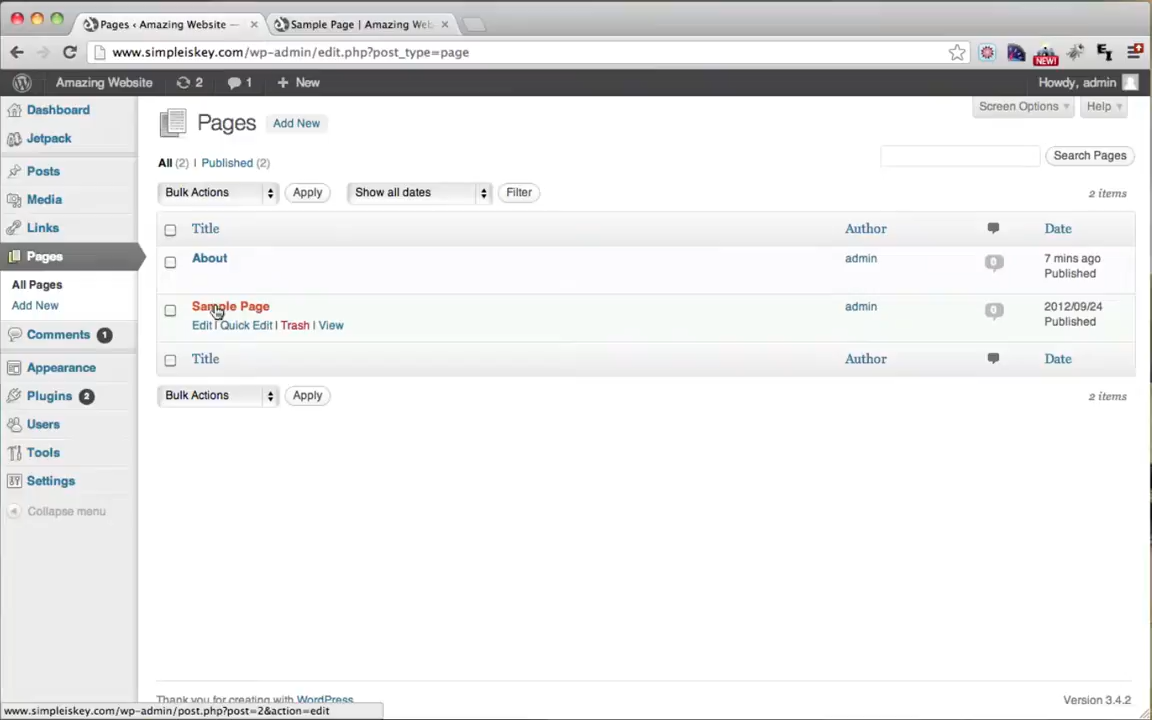 Pages ‹ Amazing Website —
Sample Page | Amazing Web
www.simpleiskey.com/wp-admin/edit.php?post_type=page
NEW!
Amazing Website 2 1 + New Howdy, admin
Dashboard
Jetpack
Posts
Media
Links
Pages
All Pages
Add New
Comments 1
Appearance
Plugins 2
Users
Tools
Settings
Collapse menu
Screen Options Help
Pages Add New
All (2) | Published (2)
Search Pages
Bulk Actions Apply Show all dates Filter 2 items
Title Author Date
About admin 0 7 mins ago
Published
Sample Page admin 0 2012/09/24
Edit | Quick Edit | Trash | View Published
Title Author Date
Bulk Actions Apply 2 items
Thank you for creating with WordPress Version 3.4.2
www.simpleiskey.com/wp-admin/post.php?post=2&action=edit